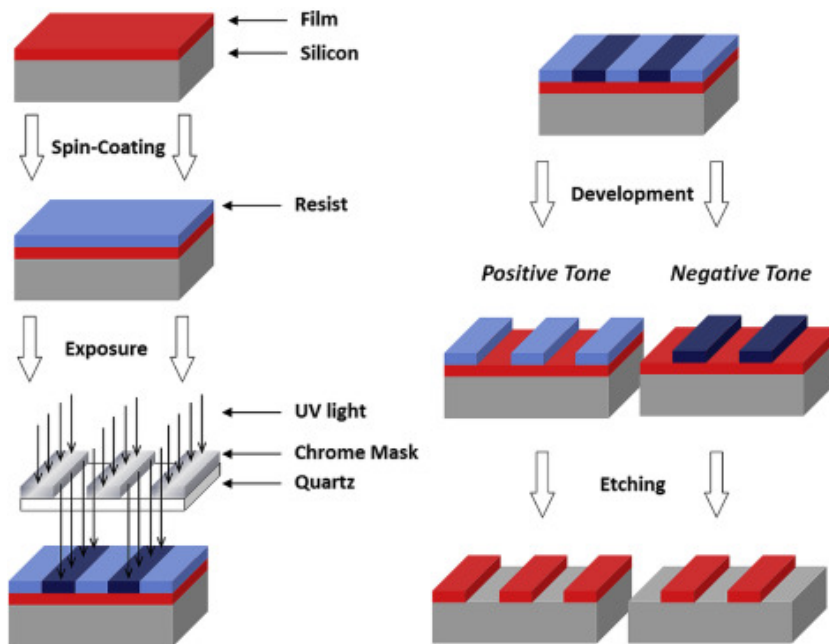 Film
Silicon
Spin-Coating
Resist
Exposure
UV light
Chrome Mask
Quartz
Development
Positive Tone
Negative Tone
Etching